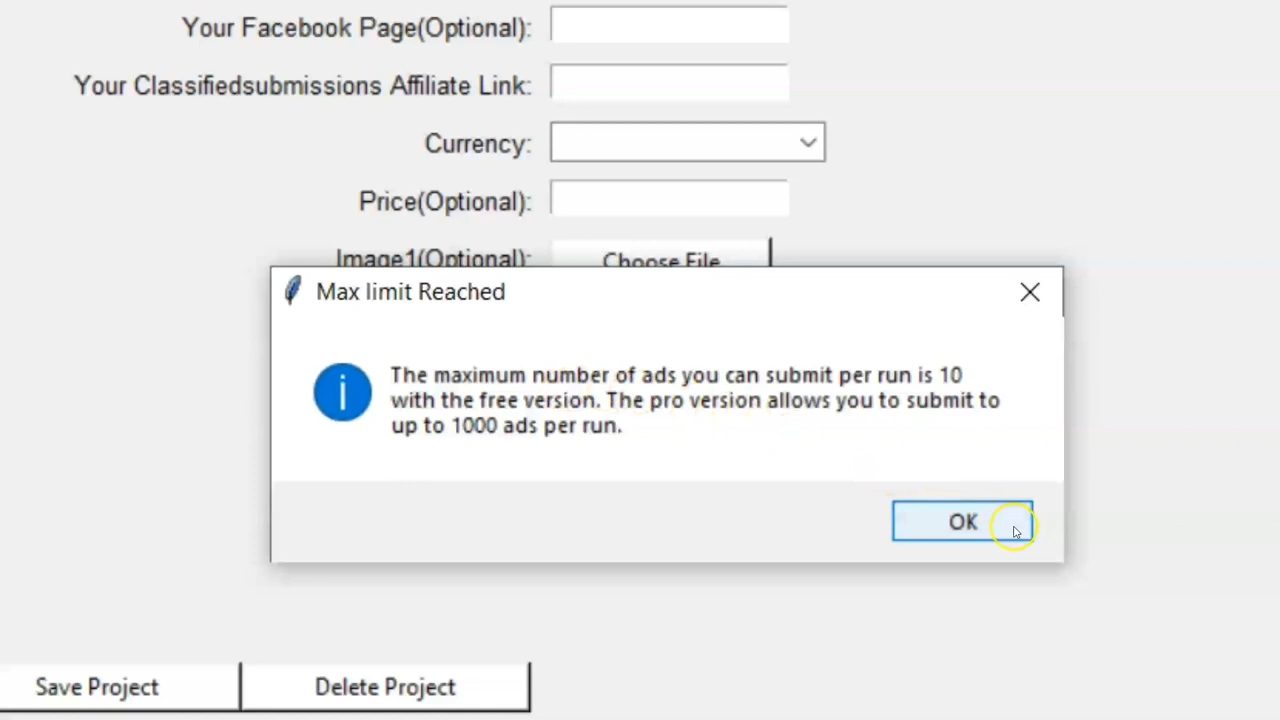 Your Facebook Page(Optional):
Your Classifiedsubmissions Affiliate Link:
Currency:
Price(Optional):
Image1(Optional):
Choose File
Max limit Reached
The maximum number of ads you can submit per run is 10
with the free version. The pro version allows you to submit to
up to 1000 ads per run.
OK
Save Project
Delete Project